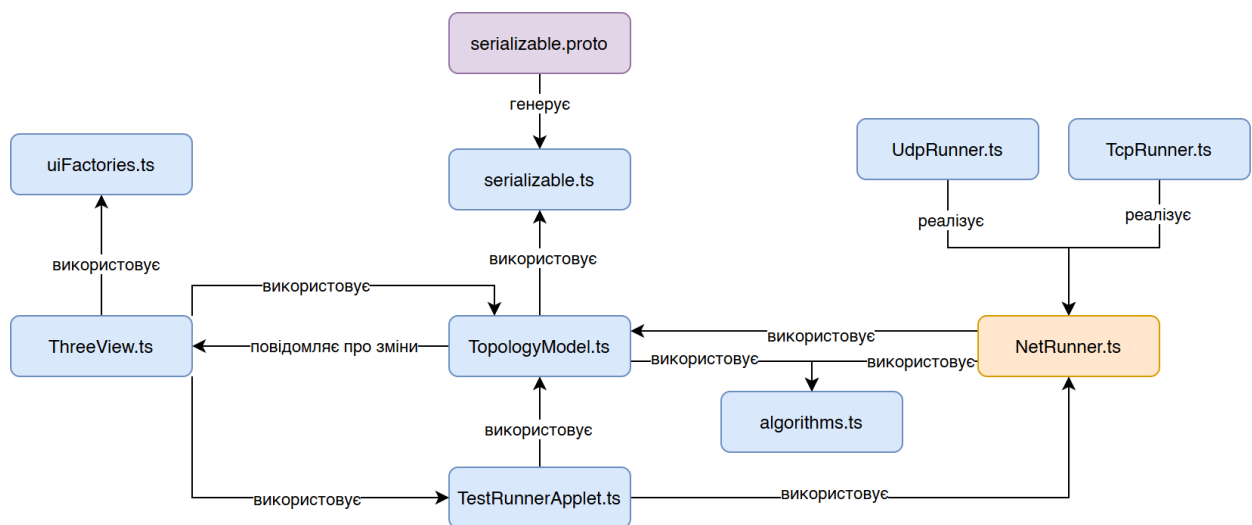 serializable.proto
генерує
uiFactories.ts
serializable.ts
UdpRunner.ts
TcpRunner.ts
реалізує
реалізує
використовує
використовує
використовує
ThreeView.ts
повідомляє про зміни
TopologyModel.ts
використовує
NetRunner.ts
використовує
використовує
algorithms.ts
використовує
використовує
TestRunnerApplet.ts
використовує